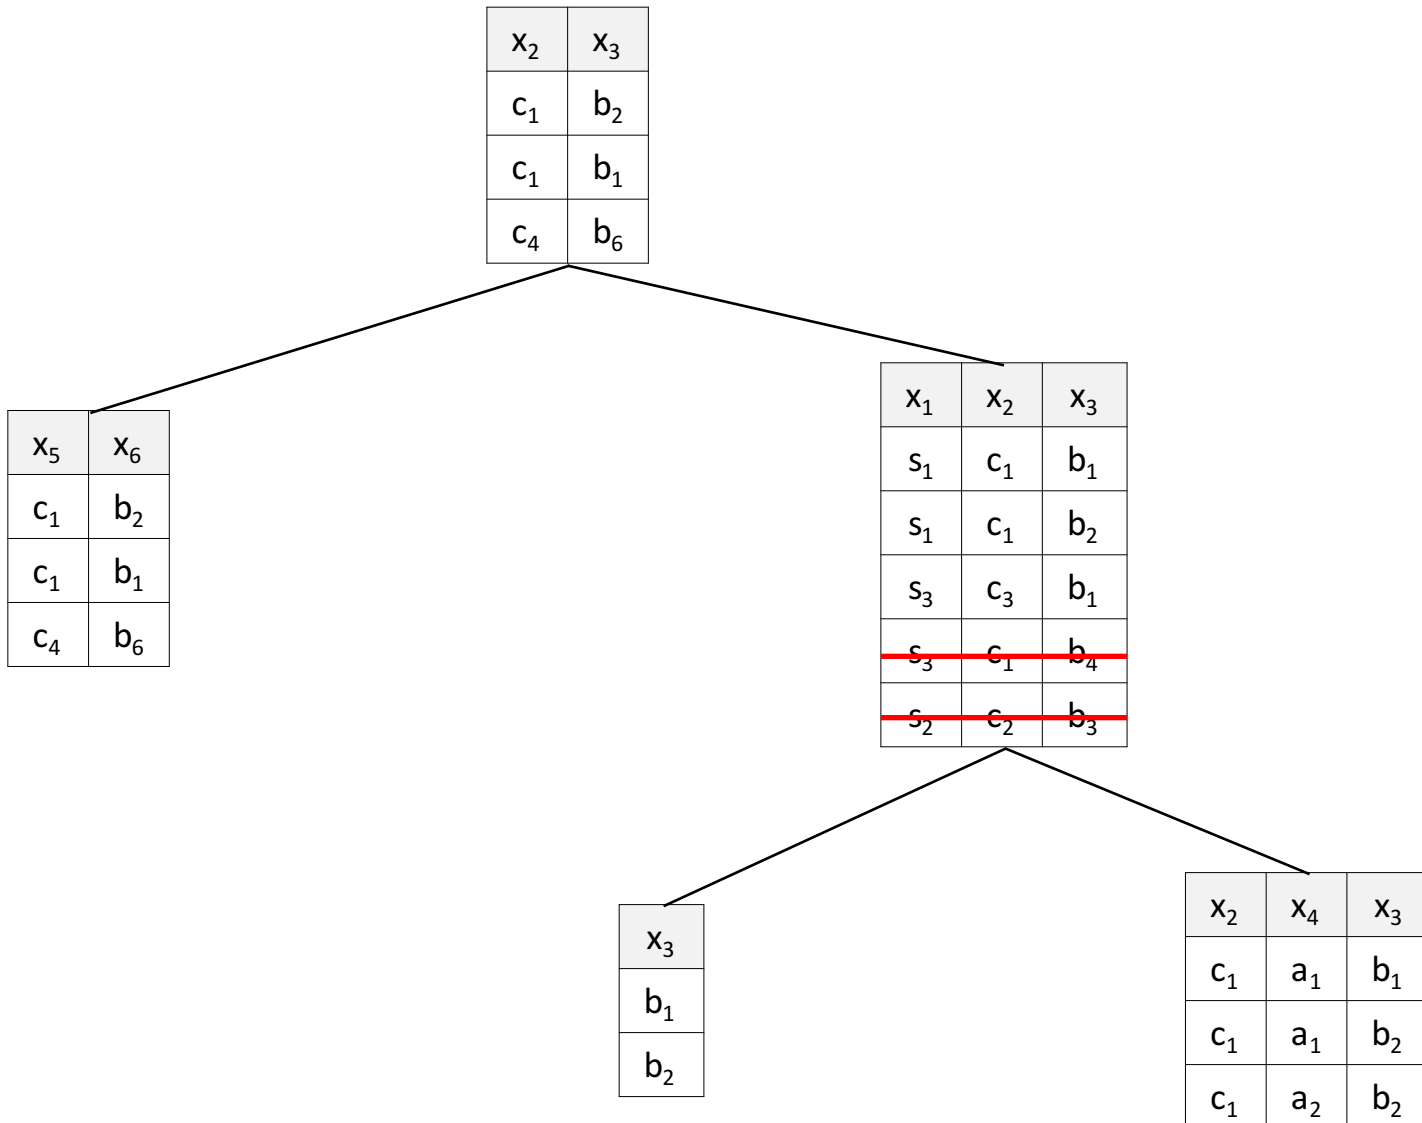 x₂ x₃
c₁ b₂
c₁ b₁
c₄ b₆
x₅ x₆
c₁ b₂
c₁ b₁
c₄ b₆
x₁ x₂ x₃
s₁ c₁ b₁
s₁ c₁ b₂
s₃ c₃ b₁
s₃ c₁ b₄
s₂ c₂ b₃
x₃
b₁
b₂
x₂ x₄ x₃
c₁ a₁ b₁
c₁ a₁ b₂
c₁ a₂ b₂